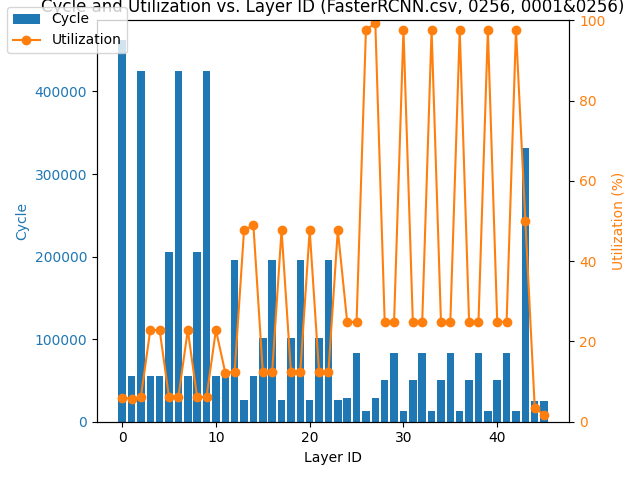 Cycle and Utilization vs. Layer ID (FasterRCNN.csv, 0256, 0001&0256)
Cycle
Utilization
400000
300000
200000
100000
0
Cycle
100
80
60
40
20
0
Utilization (%)
0 10 20 30 40
Layer ID